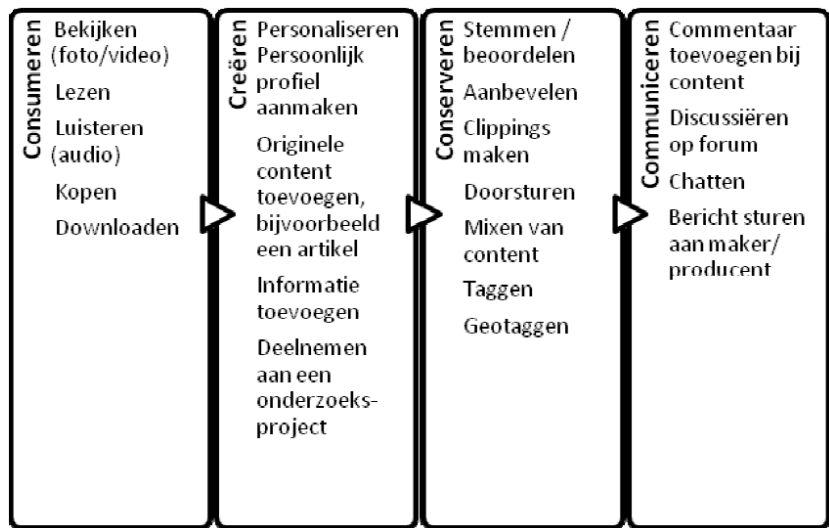 Consumeren
Bekijken
(foto/video)
Lezen
Luisteren
(audio)
Kopen
Downloaden
Creëren
Personaliseren
Persoonlijk
profiel
aanmaken
Originele
content
toevoegen,
bijvoorbeeld
een artikel
Informatie
toevoegen
Deelnemen
aan een
onderzoeks-
project
Conserveren
Stemmen /
beoordelen
Aanbevelen
Clippings
maken
Doorsturen
Mixen van
content
Taggen
Geotaggen
Communiceren
Commentaar
toevoegen bij
content
Discussiëren
op forum
Chatten
Bericht sturen
aan maker/
producent